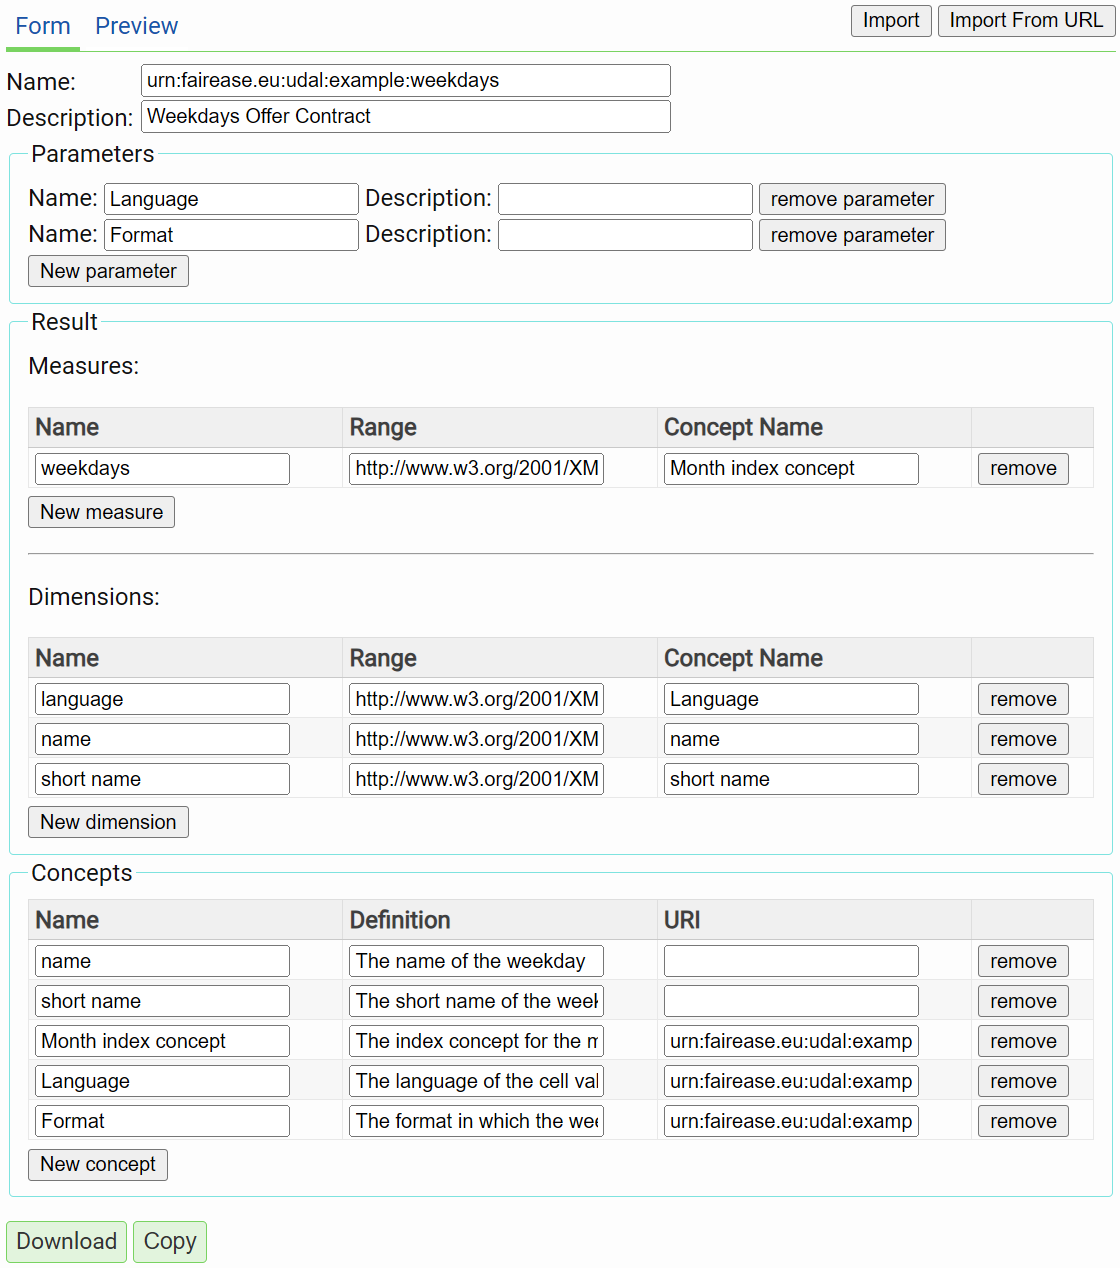 Form Preview Import Import From URL
Name: urn:fairease.eu:udal:example:weekdays
Description: Weekdays Offer Contract
Parameters
Name: Language Description: remove parameter
Name: Format Description: remove parameter
New parameter
Result
Measures:
Name Range Concept Name
weekdays http://www.w3.org/2001/XM Month index concept remove
New measure
Dimensions:
Name Range Concept Name
language http://www.w3.org/2001/XM Language remove
name http://www.w3.org/2001/XM name remove
short name http://www.w3.org/2001/XM short name remove
New dimension
Concepts
Name Definition URI
name The name of the weekday remove
short name The short name of the week remove
Month index concept The index concept for the m urn:fairease.eu:udal:examp remove
Language The language of the cell val urn:fairease.eu:udal:examp remove
Format The format in which the wee urn:fairease.eu:udal:examp remove
New concept
Download Copy